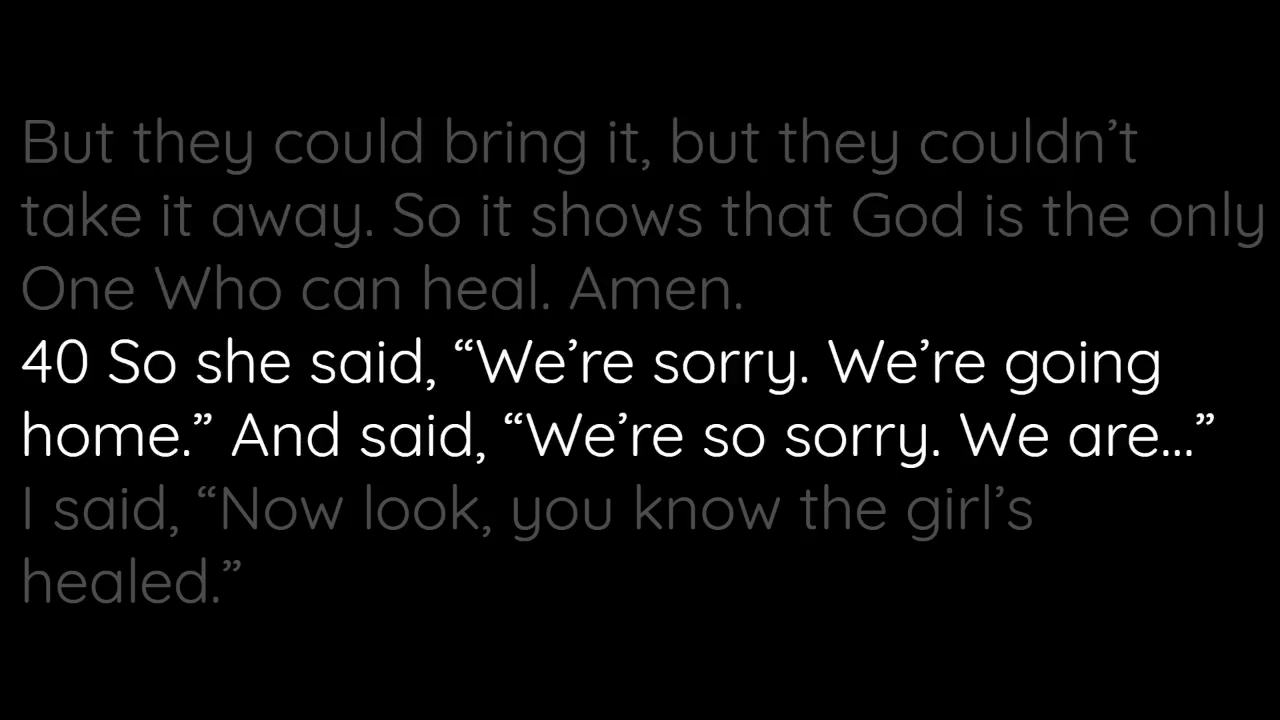 But they could bring it, but they couldn’t
take it away. So it shows that God is the only
One Who can heal. Amen.
40 So she said, “We’re sorry. We’re going
home.” And said, “We’re so sorry. We are...”
I said, “Now look, you know the girl’s
healed.”